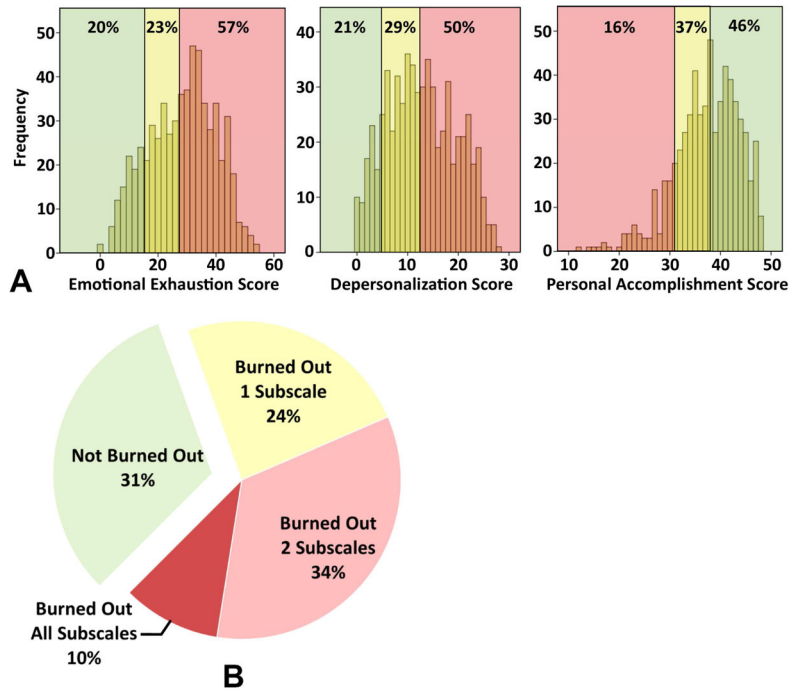 20% 23% 57%
21% 29% 50%
16% 37% 46%
Frequency
50
40
30
20
10
0
0 20 40 60
Emotional Exhaustion Score
40
30
20
10
0
0 10 20 30
Depersonalization Score
50
40
30
20
10
0
10 20 30 40 50
Personal Accomplishment Score
A
Burned Out
1 Subscale
24%
Not Burned Out
31%
Burned Out
2 Subscales
34%
Burned Out
All Subscales
10%
B